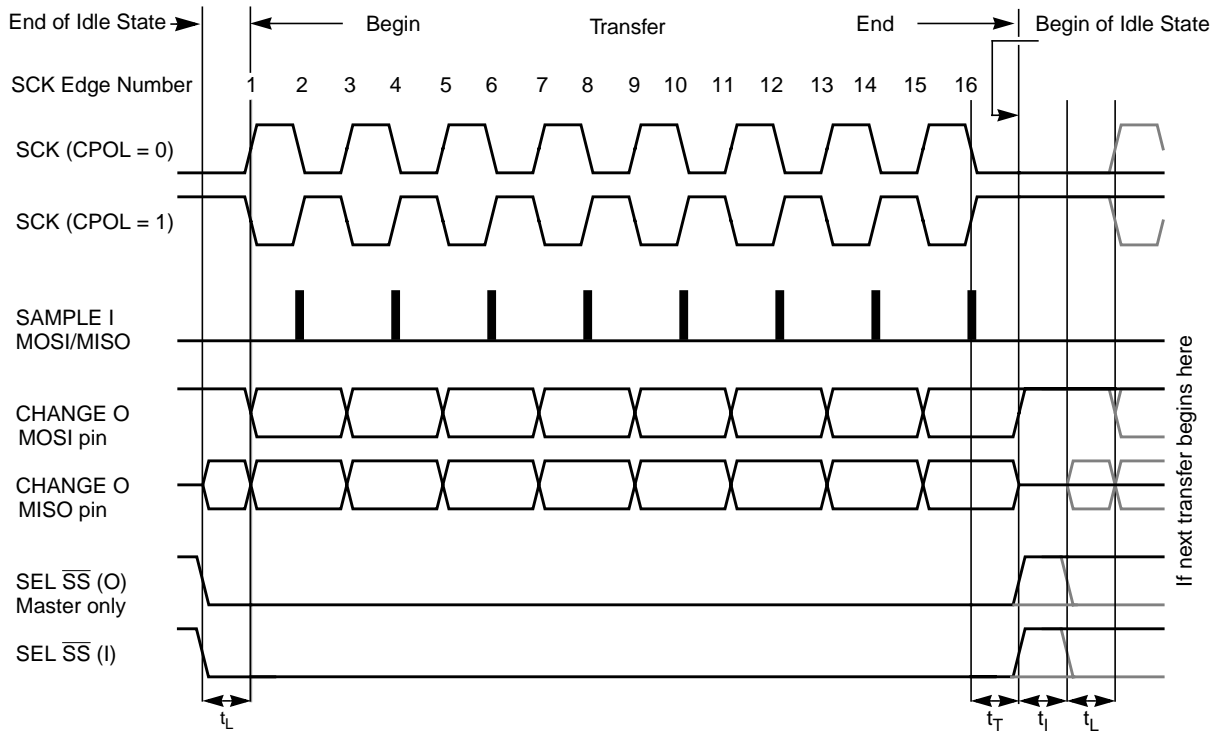 End of Idle State
Begin
Transfer
End
Begin of Idle State
SCK Edge Number
1 2 3 4 5 6 7 8 9 10 11 12 13 14 15 16
SCK (CPOL = 0)
SCK (CPOL = 1)
SAMPLE I
MOSI/MISO
CHANGE O
MOSI pin
CHANGE O
MISO pin
SEL S̅S̅ (O)
Master only
SEL S̅S̅ (I)
tL
tT
tI
tL
If next transfer begins here